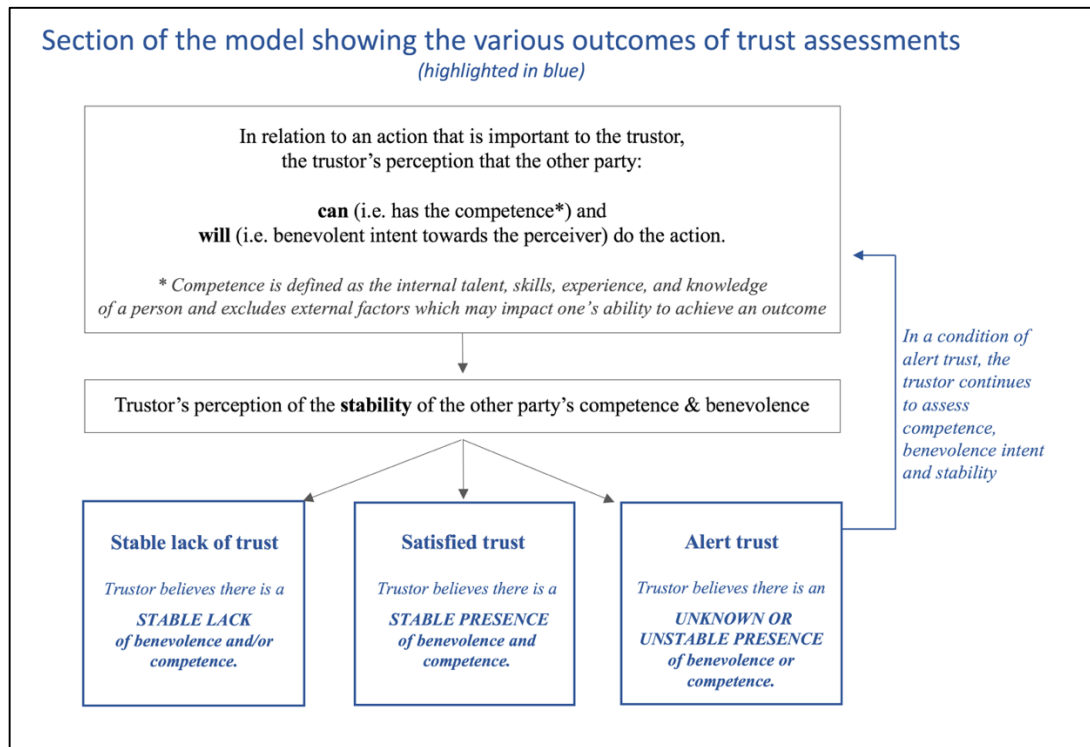 Section of the model showing the various outcomes of trust assessments
(highlighted in blue)
In relation to an action that is important to the trustor,
the trustor's perception that the other party:
can (i.e. has the competence*) and
will (i.e. benevolent intent towards the perceiver) do the action.
* Competence is defined as the internal talent, skills, experience, and knowledge
of a person and excludes external factors which may impact one's ability to achieve an outcome
In a condition of
alert trust, the
trustor continues
to assess
competence,
benevolence intent
and stability
Trustor's perception of the stability of the other party's competence & benevolence
Stable lack of trust
Trustor believes there is a
STABLE LACK
of benevolence and/or
competence.
Satisfied trust
Trustor believes there is a
STABLE PRESENCE
of benevolence and
competence.
Alert trust
Trustor believes there is an
UNKNOWN OR
UNSTABLE PRESENCE
of benevolence or
competence.